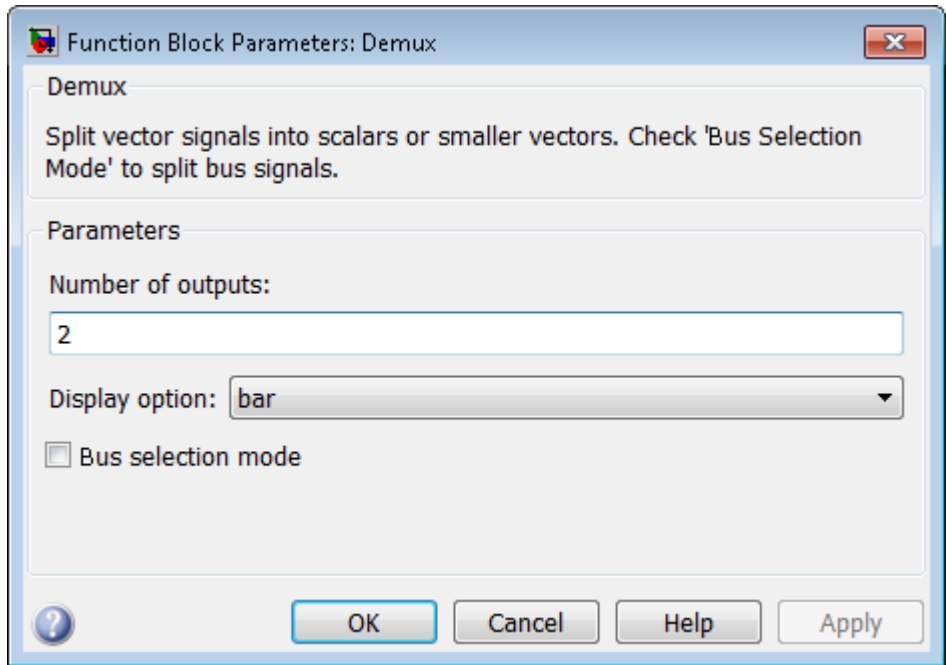 Function Block Parameters: Demux
Demux
Split vector signals into scalars or smaller vectors. Check 'Bus Selection
Mode' to split bus signals.
Parameters
Number of outputs:
2
Display option: bar
Bus selection mode
? OK Cancel Help Apply